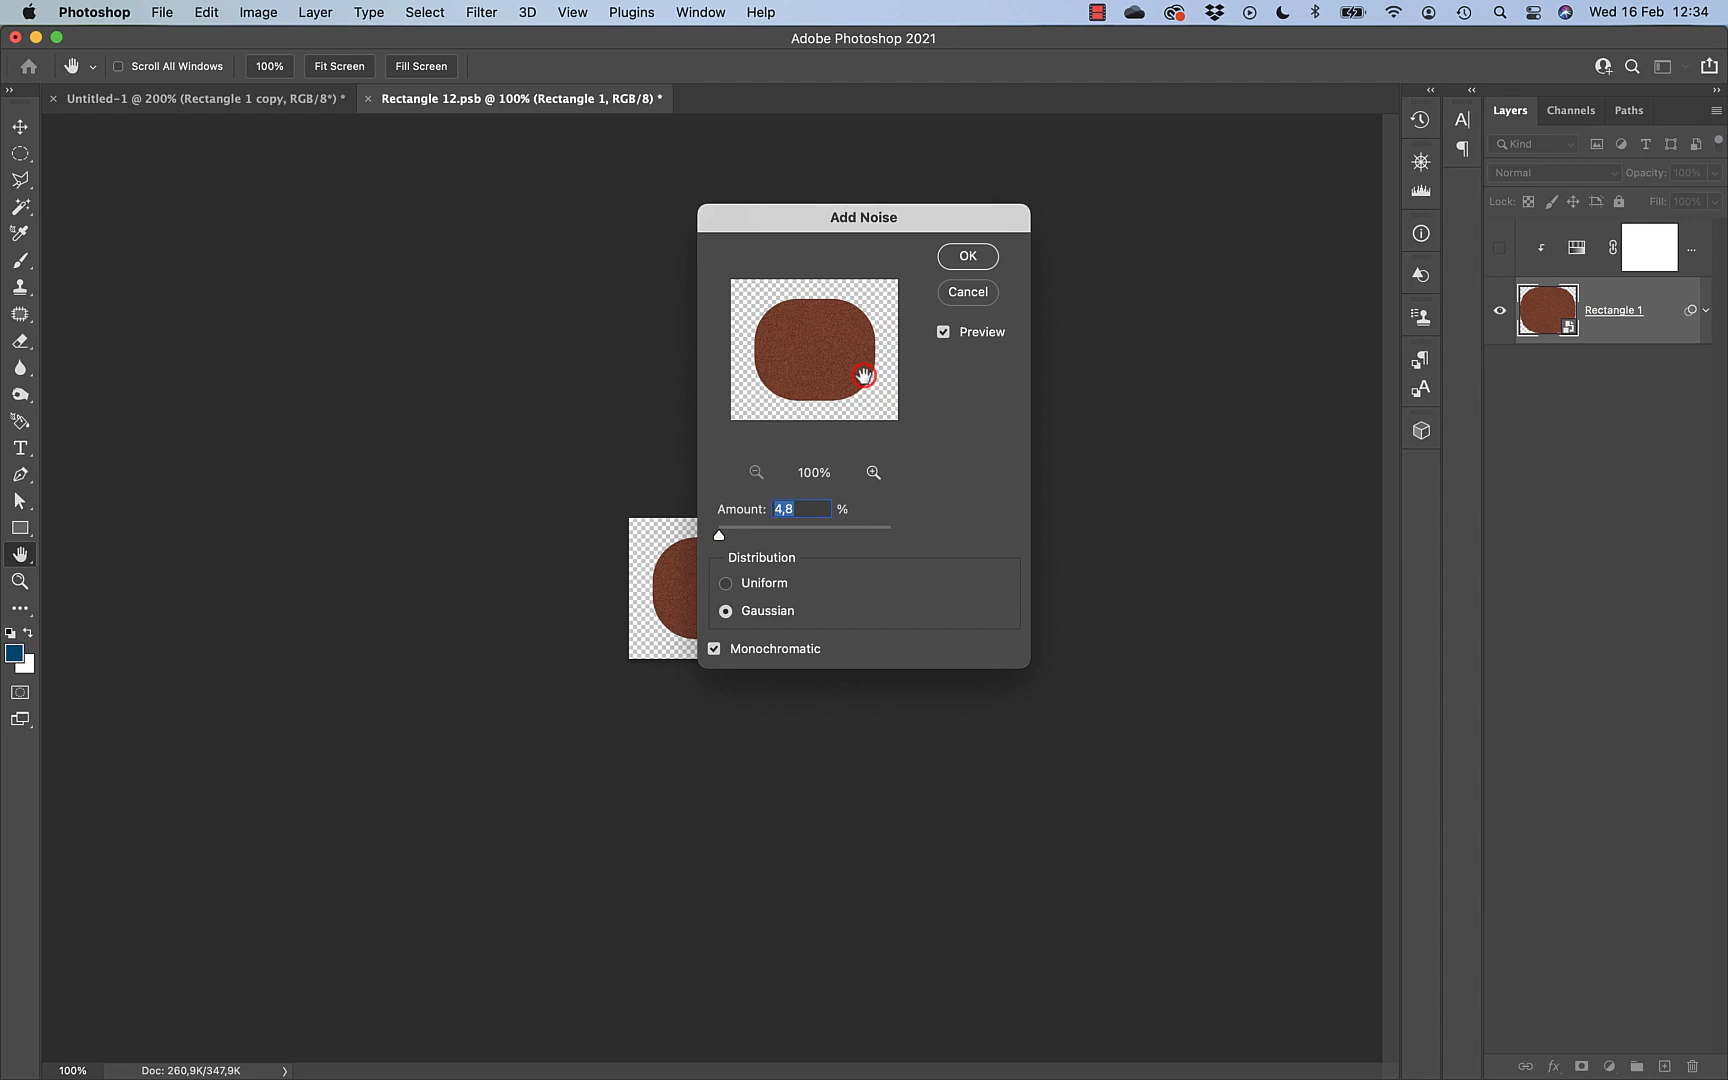 Photoshop File Edit Image Layer Type Select Filter 3D View Plugins Window Help Wed 16 Feb 12:34
Adobe Photoshop 2021
Scroll All Windows 100% Fit Screen Fill Screen
Untitled-1 @ 200% (Rectangle 1 copy, RGB/8*) * Rectangle 12.psb @ 100% (Rectangle 1, RGB/8) *
Layers Channels Paths
Kind
Normal Opacity: 100%
Lock: Fill: 100%
...
Rectangle 1
Add Noise
OK
Cancel
Preview
100%
Amount: 4,8 %
Distribution
Uniform
Gaussian
Monochromatic
100% Doc: 260,9K/347,9K